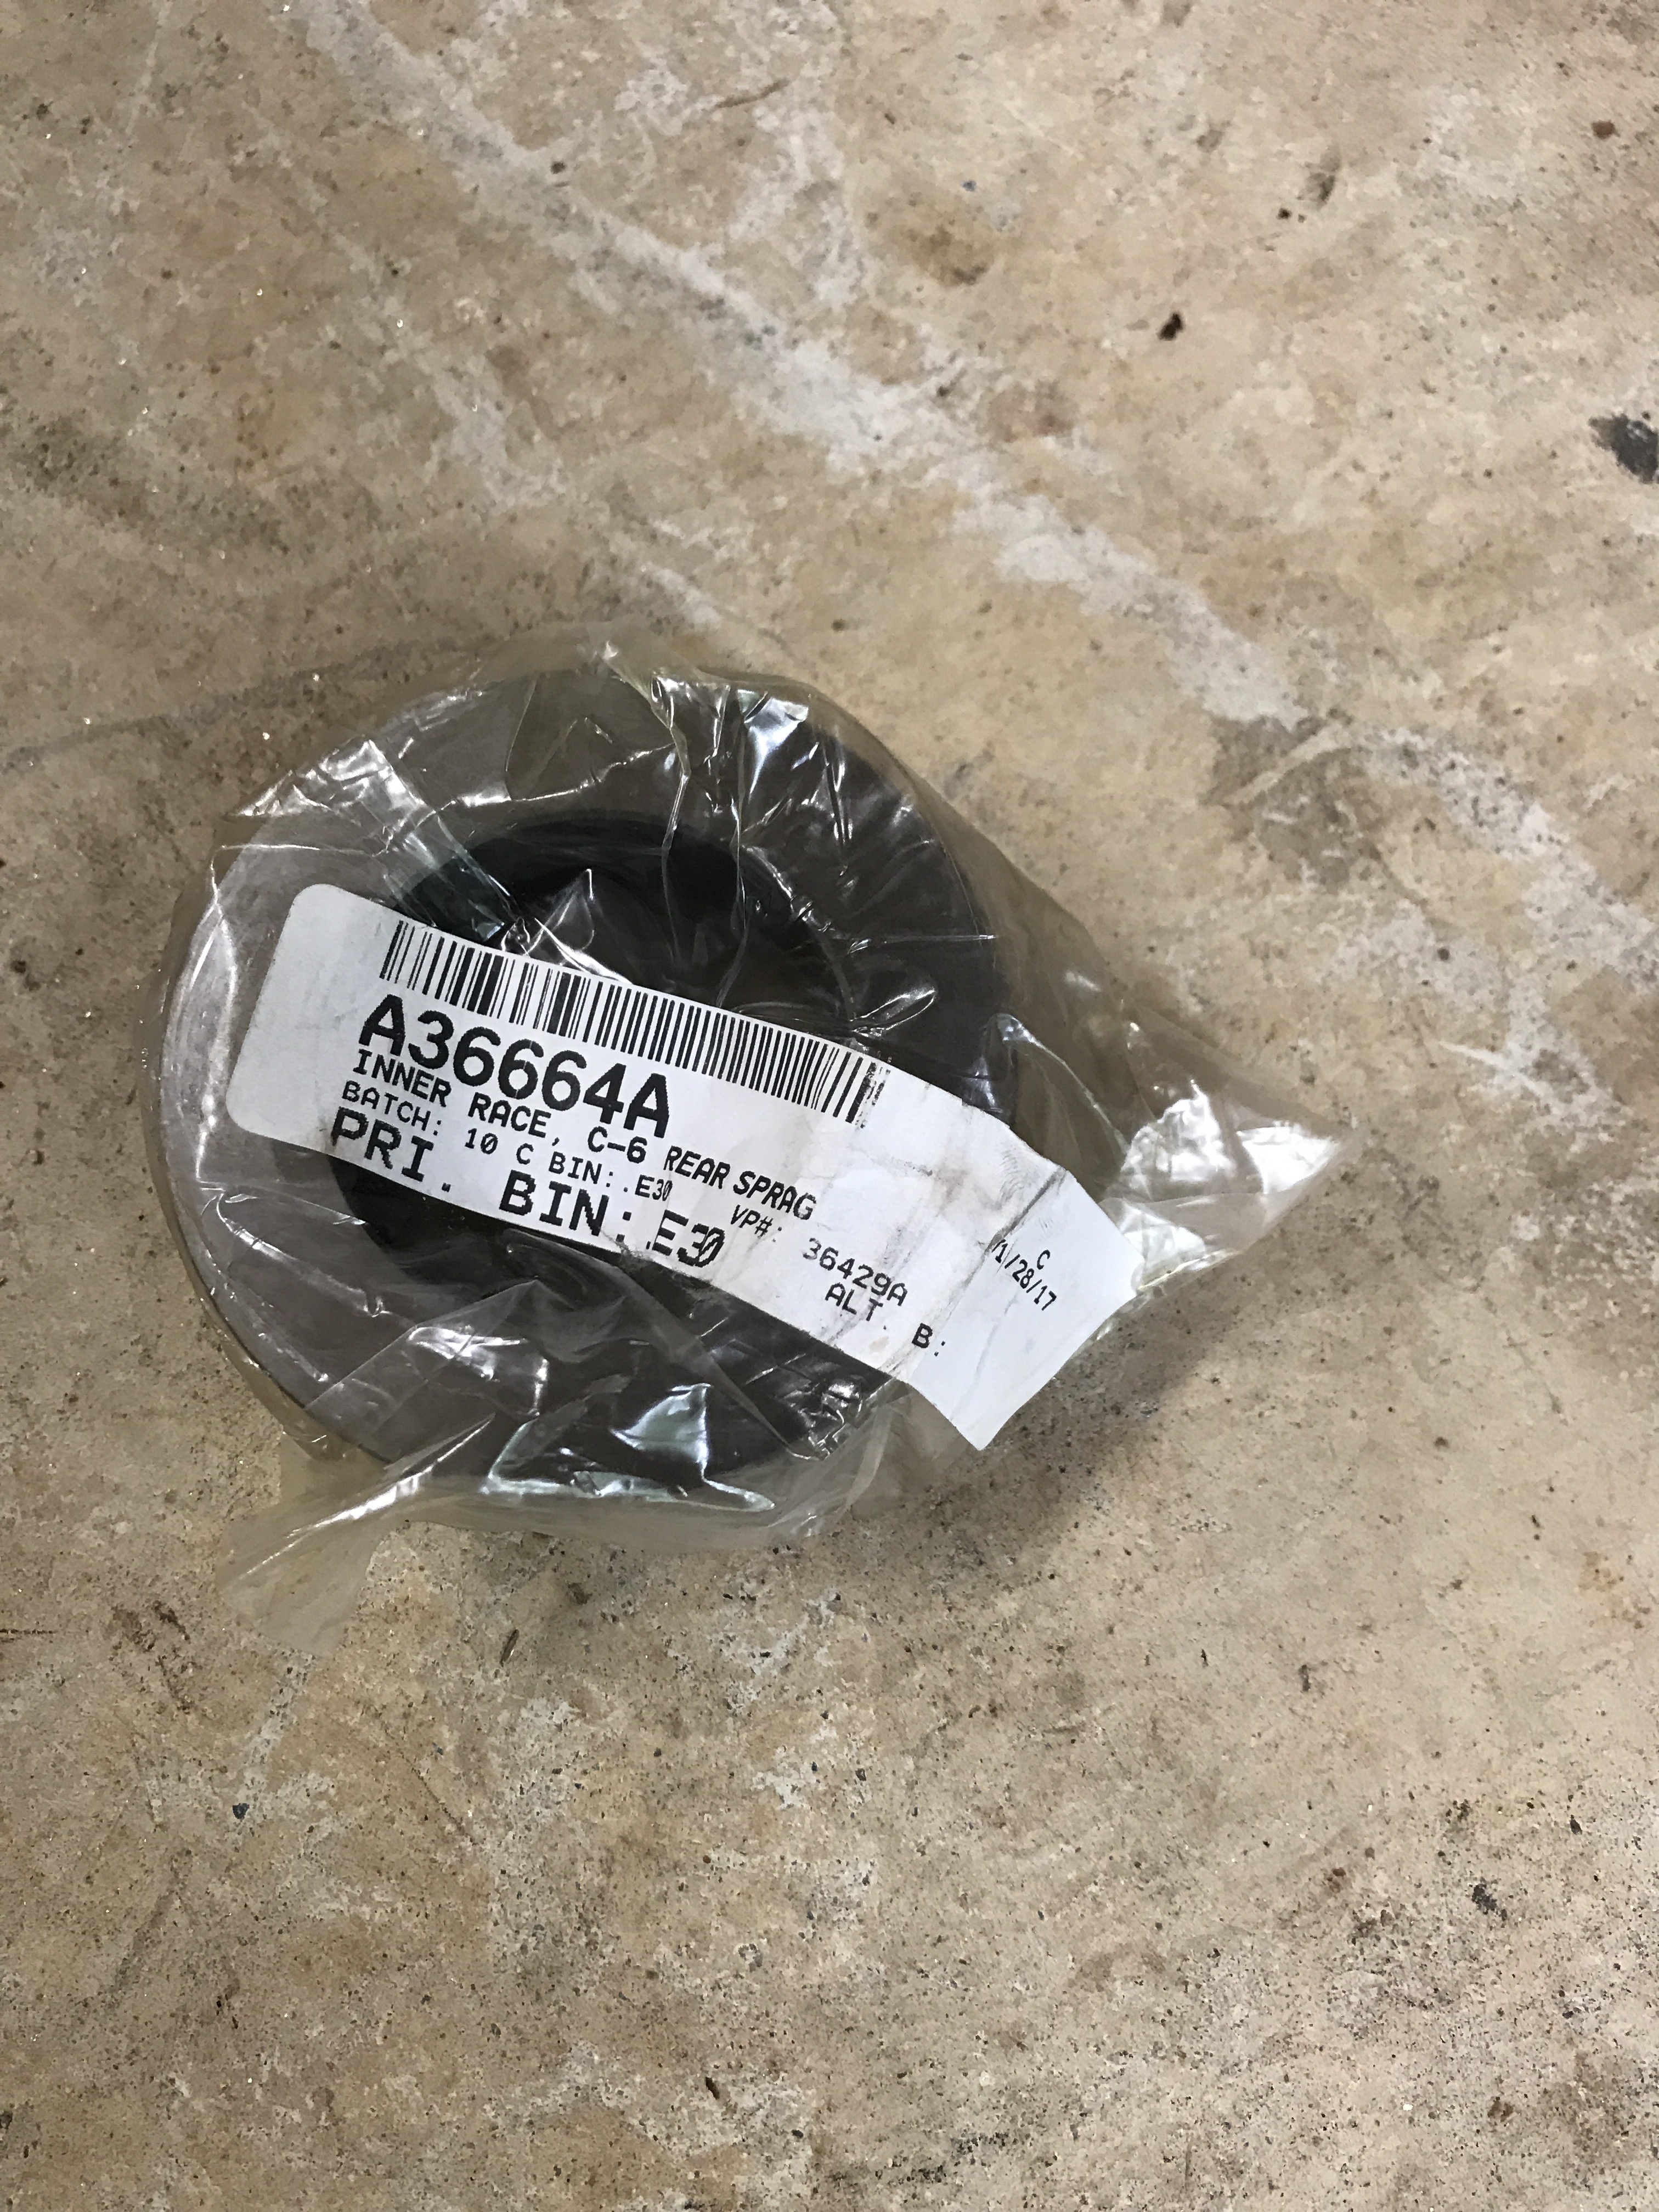 A36664A
INNER RACE, C-6 REAR SPRAG
BATCH: 10 C BIN: .E30 VP#: 36429A
PRI. BIN: .E30 ALT. B:
C
1/28/17